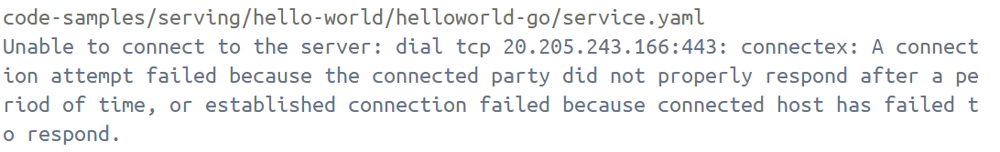 code-samples/serving/hello-world/helloworld-go/service.yaml
Unable to connect to the server: dial tcp 20.205.243.166:443: connectex: A connect
ion attempt failed because the connected party did not properly respond after a pe
riod of time, or established connection failed because connected host has failed t
o respond.